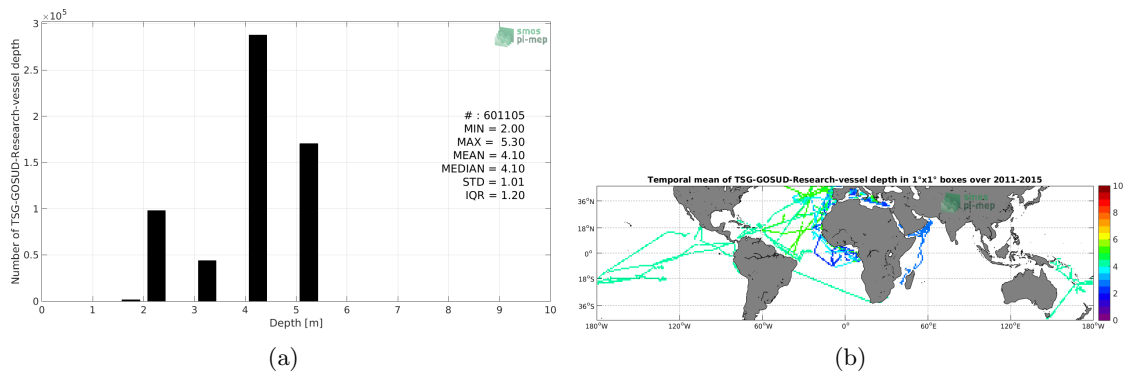 ×10⁵
3
2.5
2
1.5
1
0.5
0
Number of TSG-GOSUD-Research-vessel depth
smos
pi-mep
# : 601105
MIN = 2.00
MAX = 5.30
MEAN = 4.10
MEDIAN = 4.10
STD = 1.01
IQR = 1.20
0 1 2 3 4 5 6 7 8 9 10
Depth [m]
(a)
Temporal mean of TSG-GOSUD-Research-vessel depth in 1°x1° boxes over 2011-2015
smos
pi-mep
36°N
18°N
0°
18°S
36°S
180°W 120°W 60°W 0° 60°E 120°E 180°W
10
8
6
4
2
0
(b)